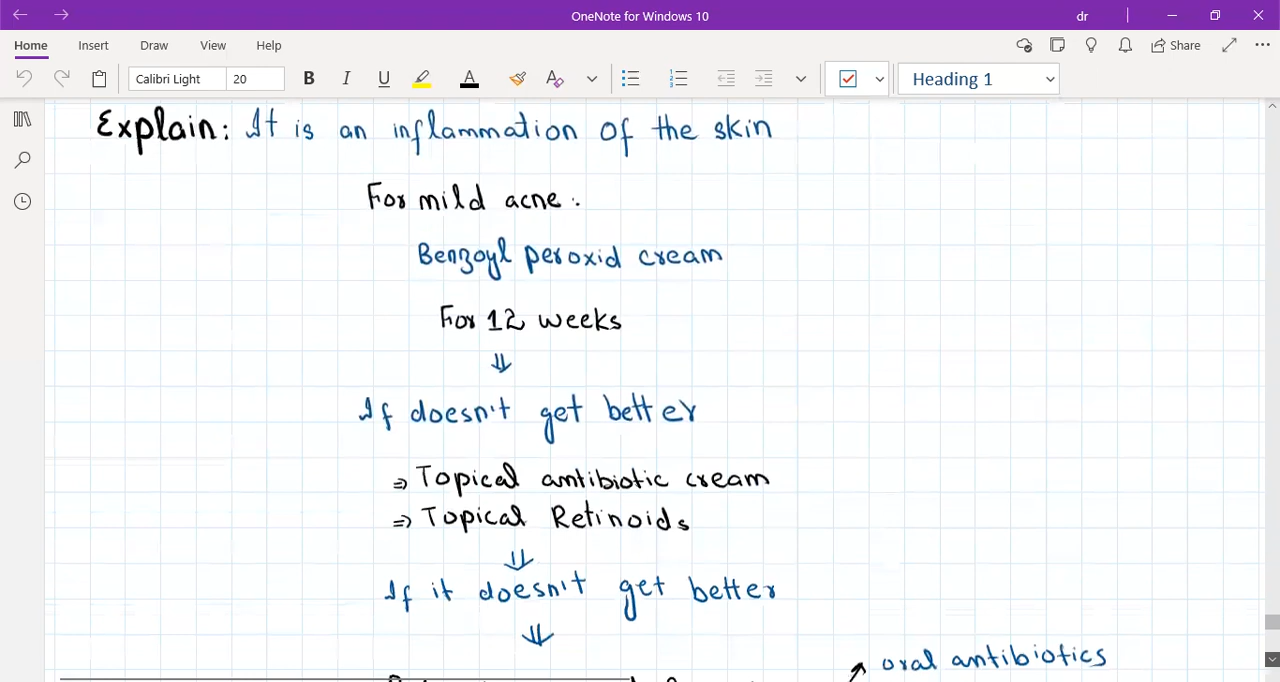 OneNote for Windows 10
dr
Home Insert Draw View Help
Share
Calibri Light 20 B I U A A Heading 1
Explain: It is an inflammation of the skin
For mild acne.
Benzoyl peroxid cream
For 12 weeks
If doesn't get better
⇒ Topical antibiotic cream
⇒ Topical Retinoids
If it doesn't get better
oral antibiotics